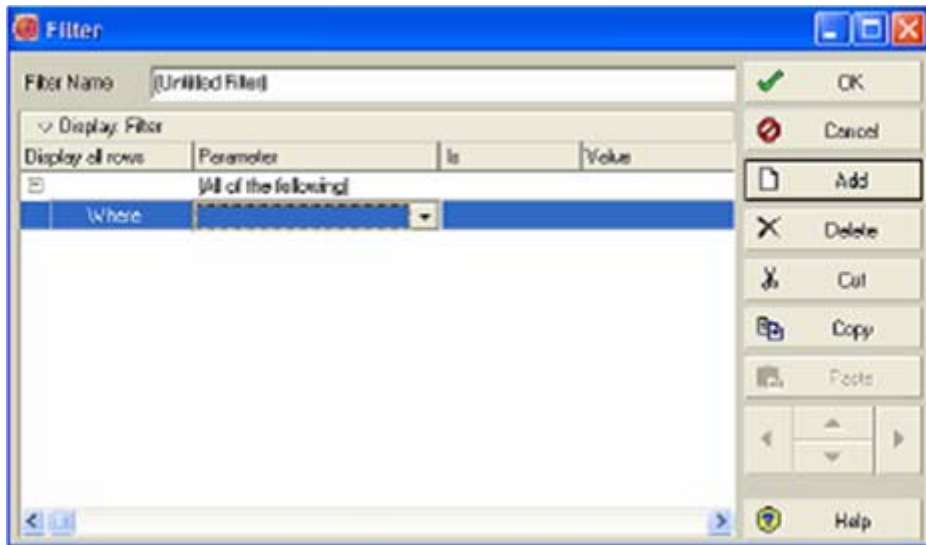 Filter
Filter Name (Untitled Filter)
Display: Filter
Display all rows Parameter Is Value
(All of the following)
Where
OK
Cancel
Add
Delete
Cut
Copy
Paste
Help